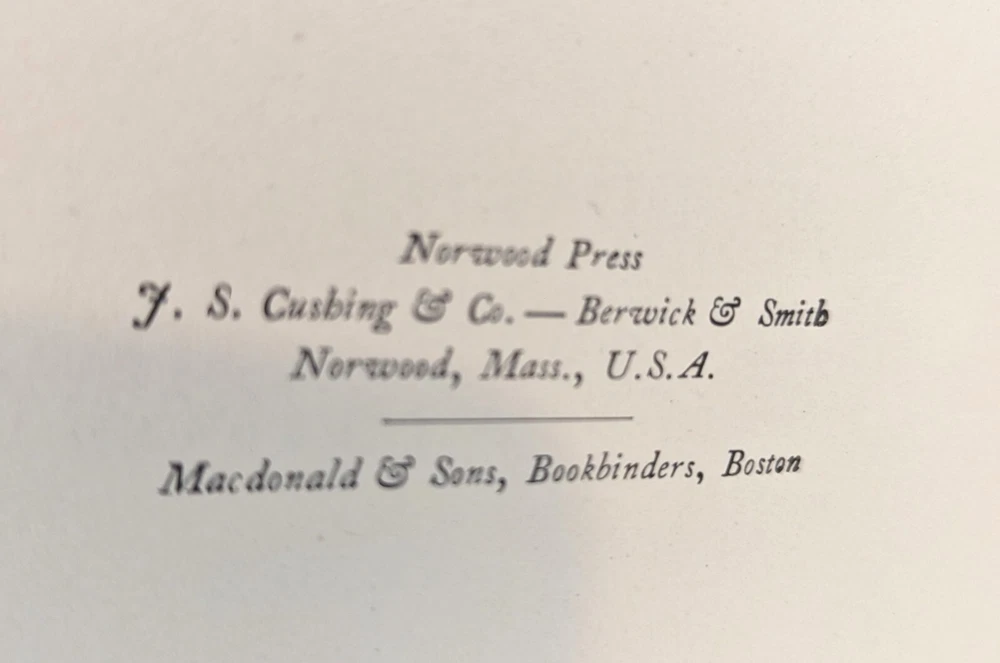 Norwood Press
J. S. Cushing & Co. — Berwick & Smith
Norwood, Mass., U.S.A.
Macdonald & Sons, Bookbinders, Boston